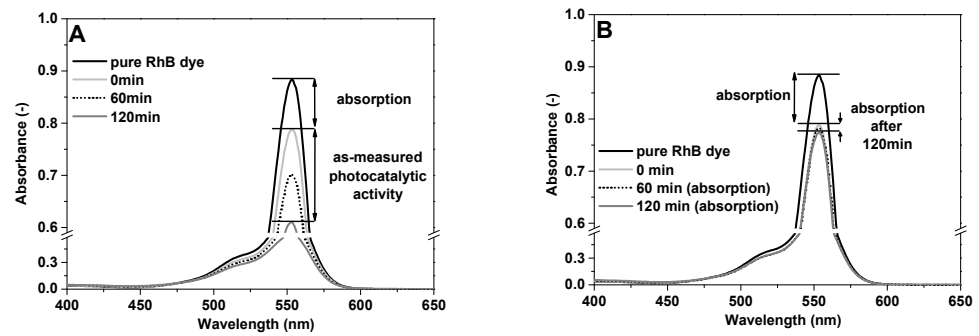 A
pure RhB dye
0min
60min
120min
absorption
as-measured
photocatalytic
activity
1.0
0.9
0.8
0.7
0.6
0.3
0.0
Absorbance (-)
400
450
500
550
600
650
Wavelength (nm)
B
absorption
absorption
after
120min
pure RhB dye
0 min
60 min (absorption)
120 min (absorption)
1.0
0.9
0.8
0.7
0.6
0.3
0.0
Absorbance (-)
400
450
500
550
600
650
Wavelength (nm)